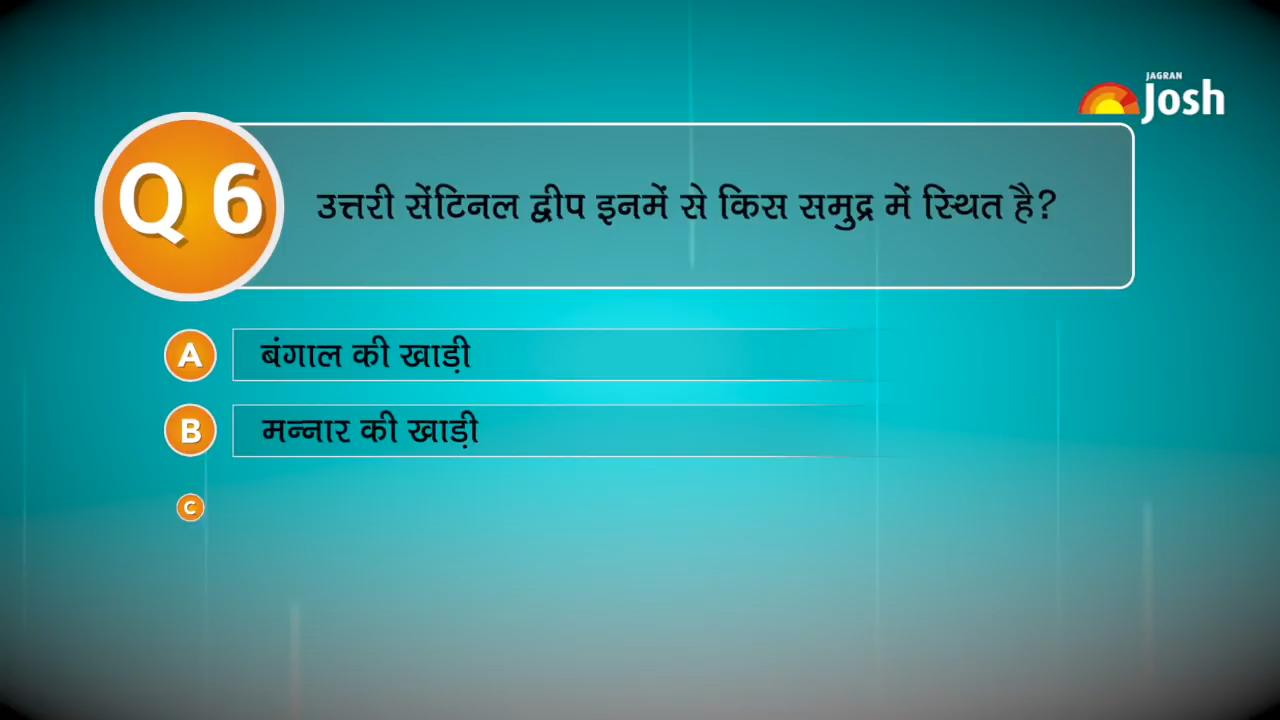 JAGRAN
Josh
Q 6
उत्तरी सेंटिनल द्वीप इनमें से किस समुद्र में स्थित है?
A
बंगाल की खाड़ी
B
मन्नार की खाड़ी
C